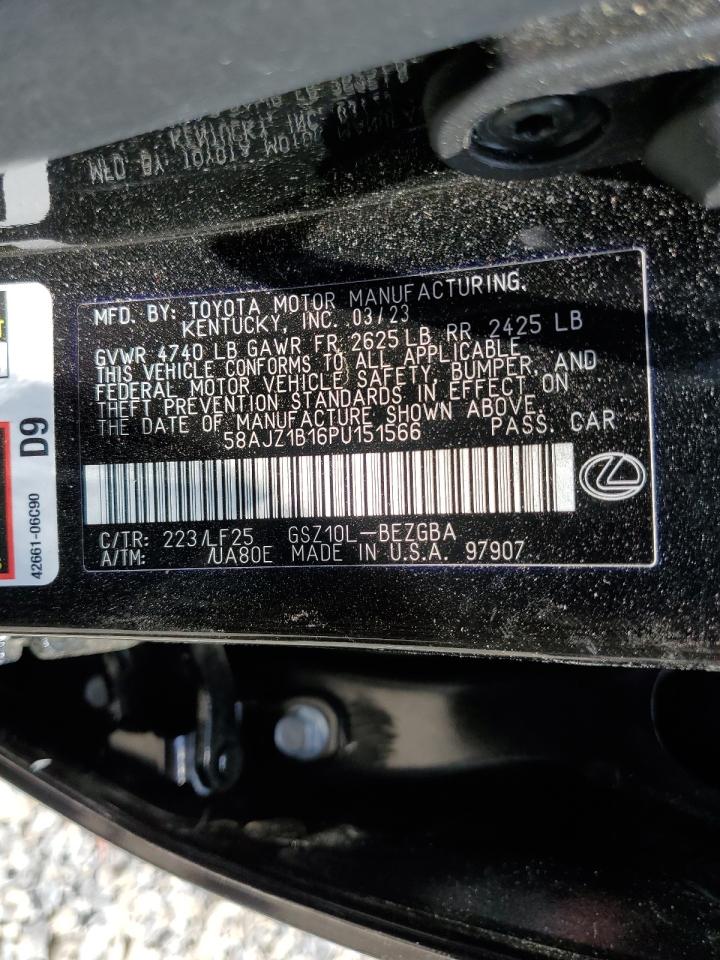 MFD. BY: TOYOTA MOTOR MANUFACTURING,
KENTUCKY, INC. 03/23
GVWR 4740 LB GAWR FR 2625 LB RR 2425 LB
THIS VEHICLE CONFORMS TO ALL APPLICABLE
FEDERAL MOTOR VEHICLE SAFETY, BUMPER, AND
THEFT PREVENTION STANDARDS IN EFFECT ON
THE DATE OF MANUFACTURE SHOWN ABOVE.
58AJZ1B16PU151566 PASS. CAR
C/TR: 223/LF25 GSZ10L-BEZGBA
A/TM: /UA80E MADE IN U.S.A. 97907
D9
42661-06C90